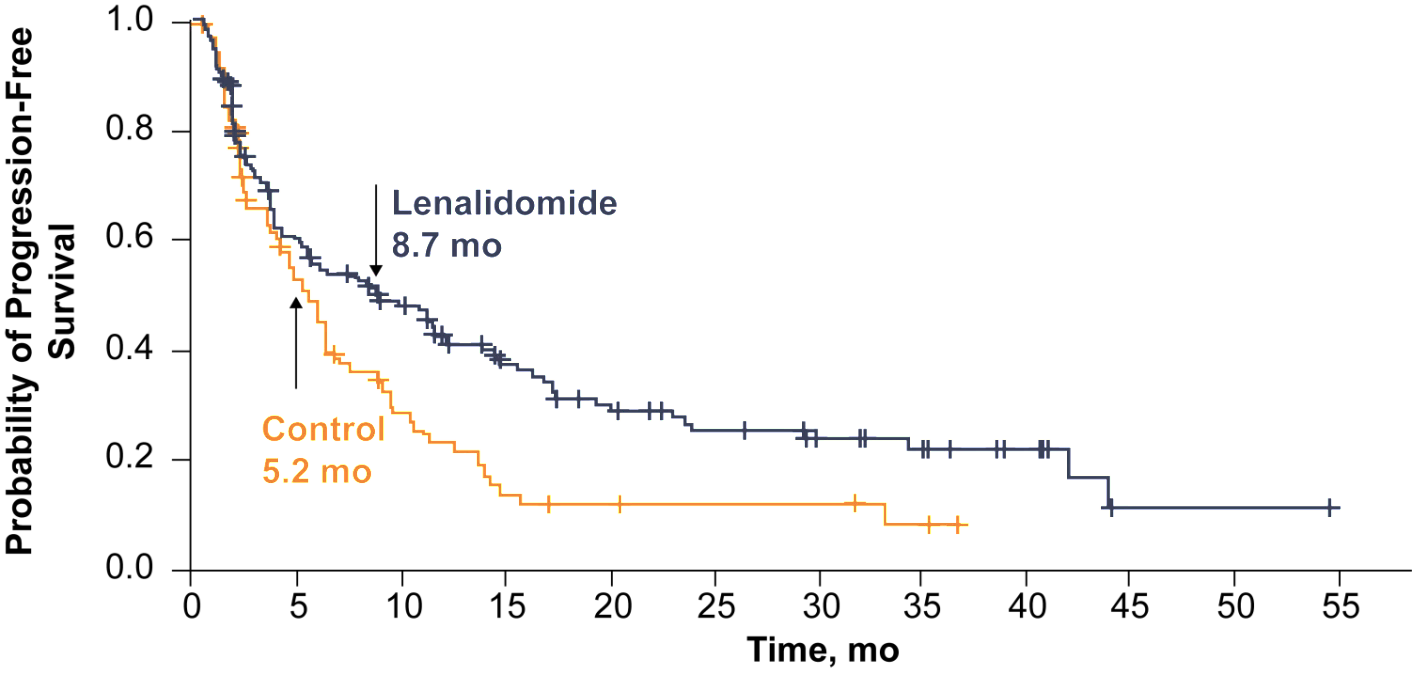 Probability of Progression-Free
Survival
1.0
0.8
0.6
0.4
0.2
0.0
Lenalidomide
8.7 mo
Control
5.2 mo
0 5 10 15 20 25 30 35 40 45 50 55
Time, mo